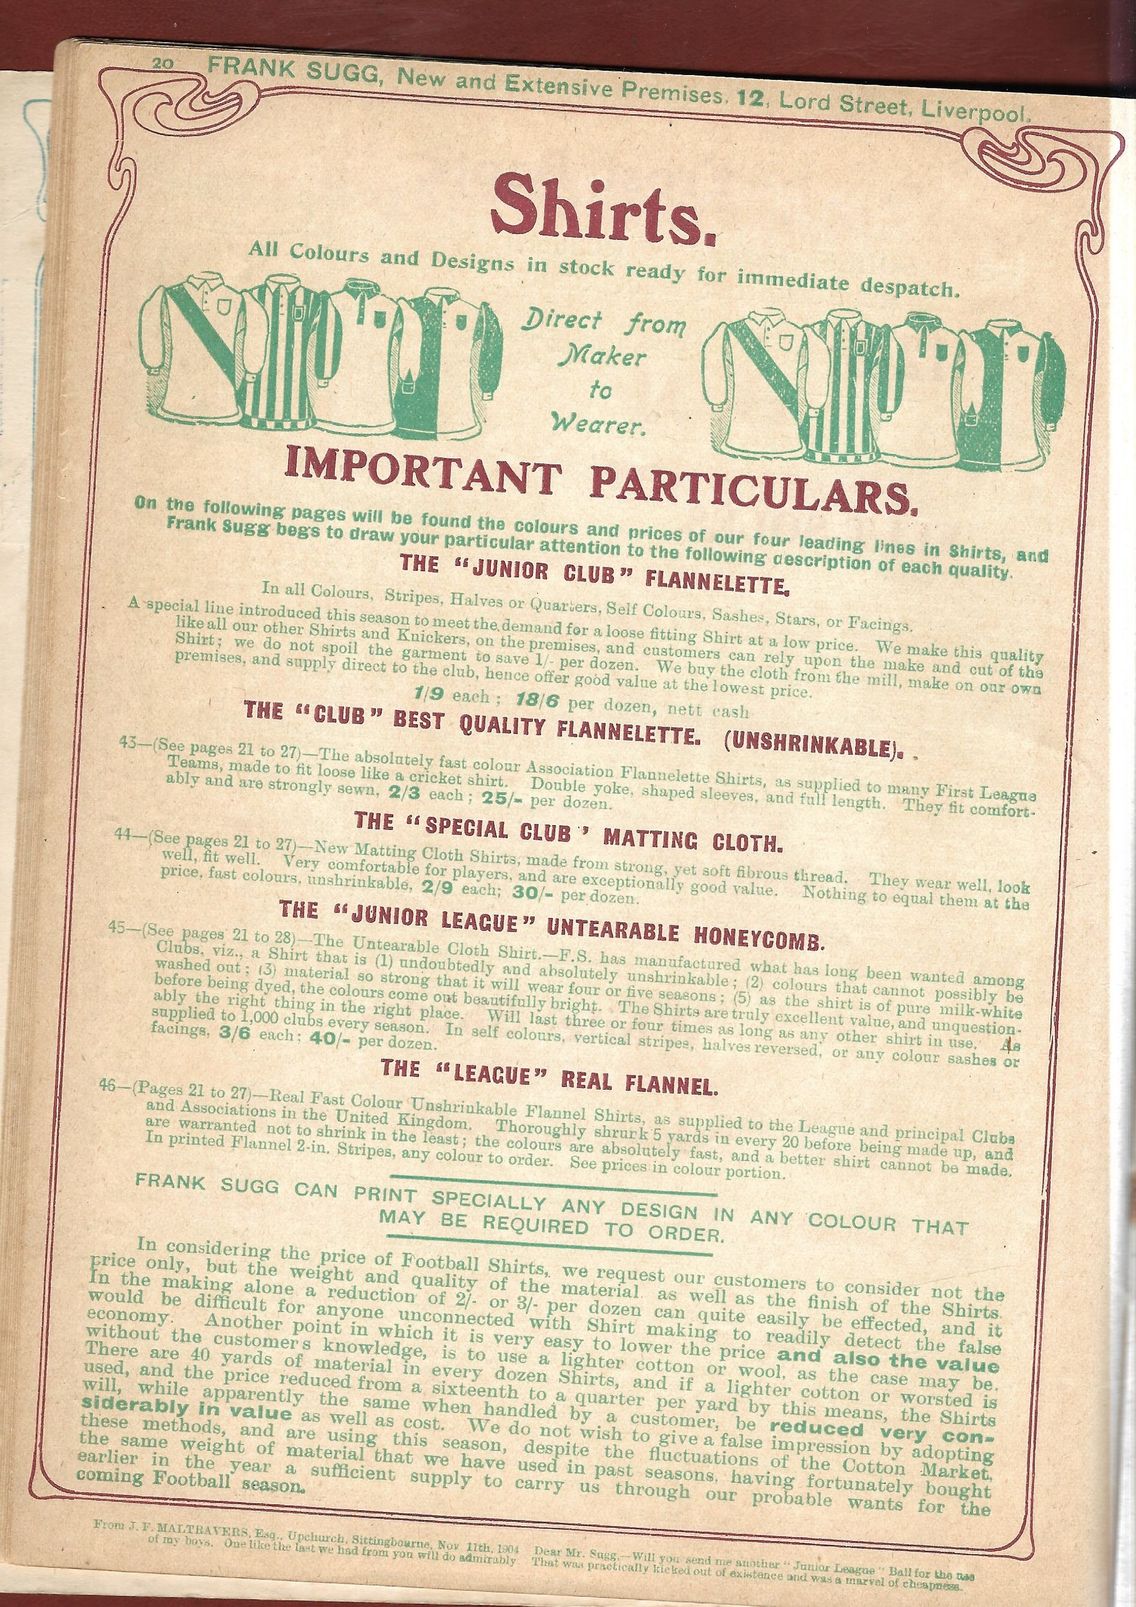 20 FRANK SUGG, New and Extensive Premises, 12, Lord Street, Liverpool.
Shirts.
All Colours and Designs in stock ready for immediate despatch.
Direct from
Maker
to
Wearer.
IMPORTANT PARTICULARS.
On the following pages will be found the colours and prices of our four leading lines in Shirts, and
Frank Sugg begs to draw your particular attention to the following description of each quality.
THE "JUNIOR CLUB" FLANNELETTE.
In all Colours, Stripes, Halves or Quarters, Self Colours, Sashes, Stars, or Facings.
A special line introduced this season to meet the demand for a loose fitting Shirt at a low price. We make this quality
like all our other Shirts and Knickers, on the premises, and customers can rely upon the make and cut of the
Shirt; we do not spoil the garment to save 1/- per dozen. We buy the cloth from the mill, make on our own
premises, and supply direct to the club, hence offer good value at the lowest price.
1/9 each; 18/6 per dozen, nett cash
THE "CLUB" BEST QUALITY FLANNELETTE. (UNSHRINKABLE).
43—(See pages 21 to 27)—The absolutely fast colour Association Flannelette Shirts, as supplied to many First League
Teams, made to fit loose like a cricket shirt. Double yoke, shaped sleeves, and full length. They fit comfort-
ably and are strongly sewn, 2/3 each; 25/- per dozen.
THE "SPECIAL CLUB' MATTING CLOTH.
44—(See pages 21 to 27)—New Matting Cloth Shirts, made from strong, yet soft fibrous thread. They wear well, look
well, fit well. Very comfortable for players, and are exceptionally good value. Nothing to equal them at the
price, fast colours, unshrinkable, 2/9 each; 30/- per dozen.
THE "JUNIOR LEAGUE" UNTEARABLE HONEYCOMB.
45—(See pages 21 to 28)—The Untearable Cloth Shirt.—F.S. has manufactured what has long been wanted among
Clubs, viz., a Shirt that is (1) undoubtedly and absolutely unshrinkable; (2) colours that cannot possibly be
washed out; (3) material so strong that it will wear four or five seasons; (5) as the shirt is of pure milk-white
before being dyed, the colours come out beautifully bright. The Shirts are truly excellent value, and unquestion-
ably the right thing in the right place. Will last three or four times as long as any other shirt in use. As
supplied to 1,000 clubs every season. In self colours, vertical stripes, halves reversed, or any colour sashes or
facings, 3/6 each; 40/- per dozen.
THE "LEAGUE" REAL FLANNEL.
46—(Pages 21 to 27)—Real Fast Colour Unshrinkable Flannel Shirts, as supplied to the League and principal Clubs
and Associations in the United Kingdom. Thoroughly shrunk 5 yards in every 20 before being made up, and
are warranted not to shrink in the least; the colours are absolutely fast, and a better shirt cannot be made.
In printed Flannel 2-in. Stripes, any colour to order. See prices in colour portion.
FRANK SUGG CAN PRINT SPECIALLY ANY DESIGN IN ANY COLOUR THAT
MAY BE REQUIRED TO ORDER.
In considering the price of Football Shirts, we request our customers to consider not the
price only, but the weight and quality of the material as well as the finish of the Shirts.
In the making alone a reduction of 2/- or 3/- per dozen can quite easily be effected, and it
would be difficult for anyone unconnected with Shirt making to readily detect the false
economy. Another point in which it is very easy to lower the price and also the value
without the customers knowledge, is to use a lighter cotton or wool, as the case may be.
There are 40 yards of material in every dozen Shirts, and if a lighter cotton or worsted is
used, and the price reduced from a sixteenth to a quarter per yard by this means, the Shirts
will, while apparently the same when handled by a customer, be reduced very con-
siderably in value as well as cost. We do not wish to give a false impression by adopting
these methods, and are using this season, despite the fluctuations of the Cotton Market,
the same weight of material that we have used in past seasons, having fortunately bought
earlier in the year a sufficient supply to carry us through our probable wants for the
coming Football season.
From J. F. MALTRAVERS, Esq., Upchurch, Sittingbourne, Nov 11th, 1904 Dear Mr. Sugg,—Will you send me another "Junior League" Ball for the use
of my boys. One like the last we had from you will do admirably That was practically kicked out of existence and was a marvel of cheapness.